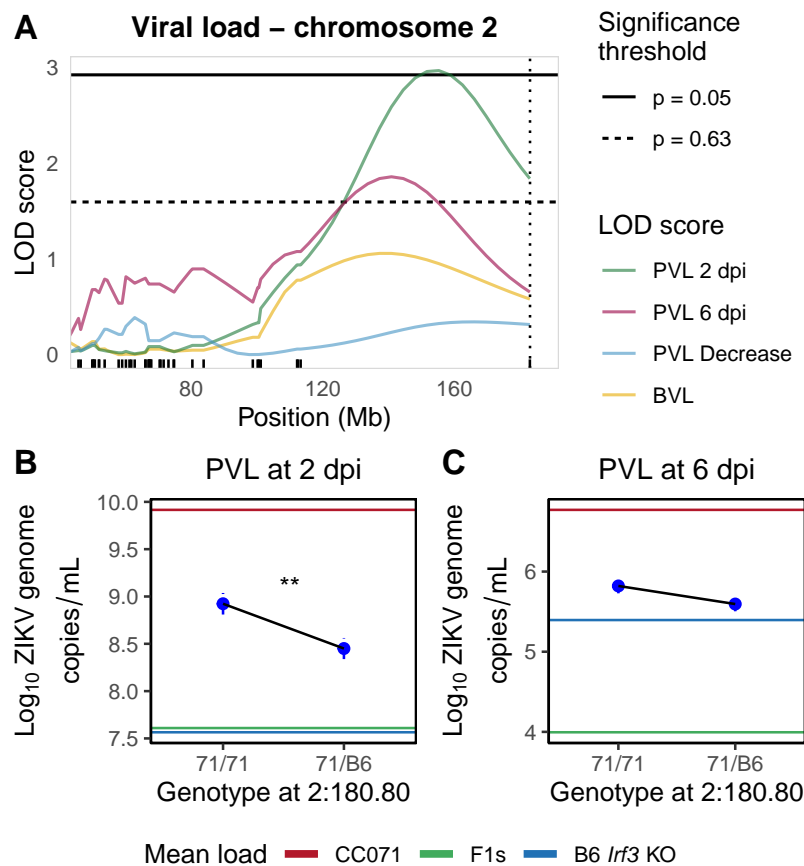 A
Viral load – chromosome 2
LOD score
3
2
1
0
80
120
160
Position (Mb)
Significance
threshold
p = 0.05
p = 0.63
LOD score
PVL 2 dpi
PVL 6 dpi
PVL Decrease
BVL
B
PVL at 2 dpi
Log₁₀ ZIKV genome
copies/mL
10.0
9.5
9.0
8.5
8.0
7.5
**
71/71
71/B6
Genotype at 2:180.80
C
PVL at 6 dpi
Log₁₀ ZIKV genome
copies/mL
6
5
4
71/71
71/B6
Genotype at 2:180.80
Mean load
CC071
F1s
B6 Irf3 KO